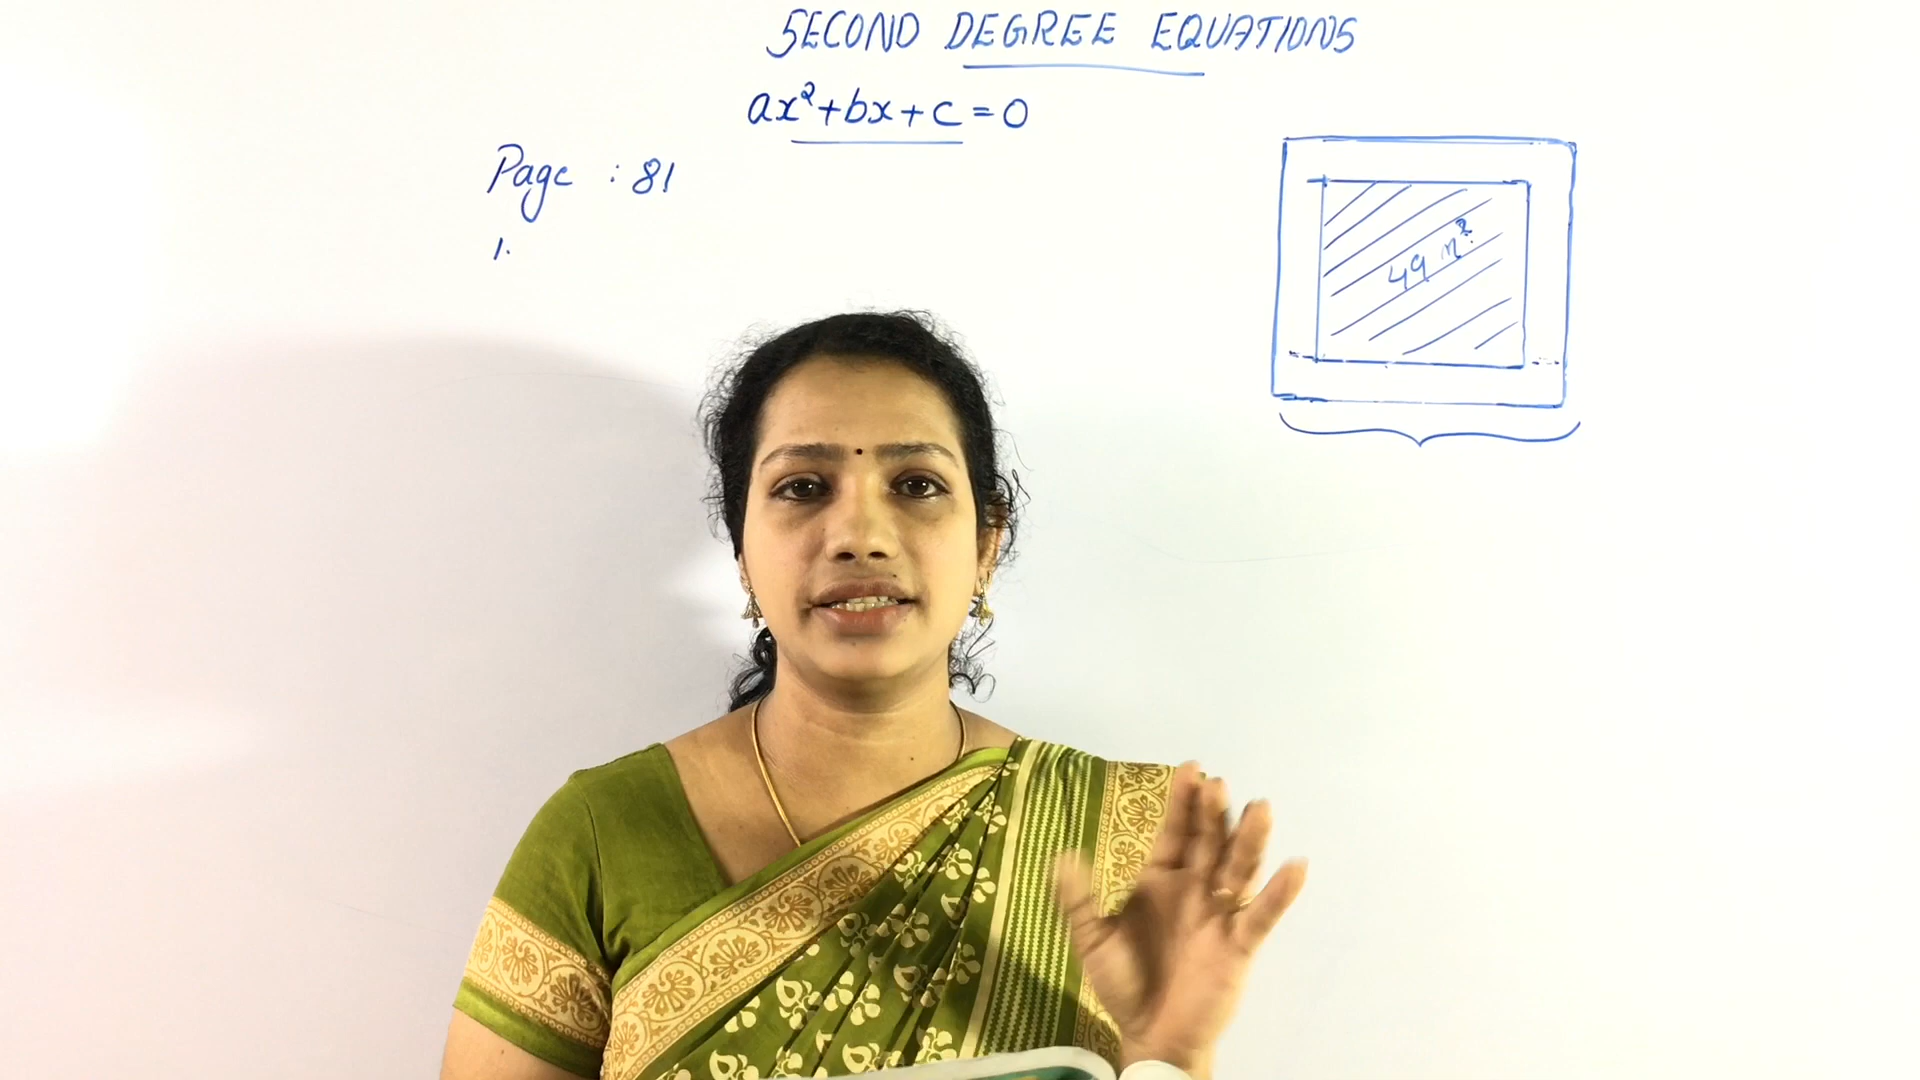 SECOND DEGREE EQUATIONS
ax²+bx+c=0
Page : 81
1.
49 m²